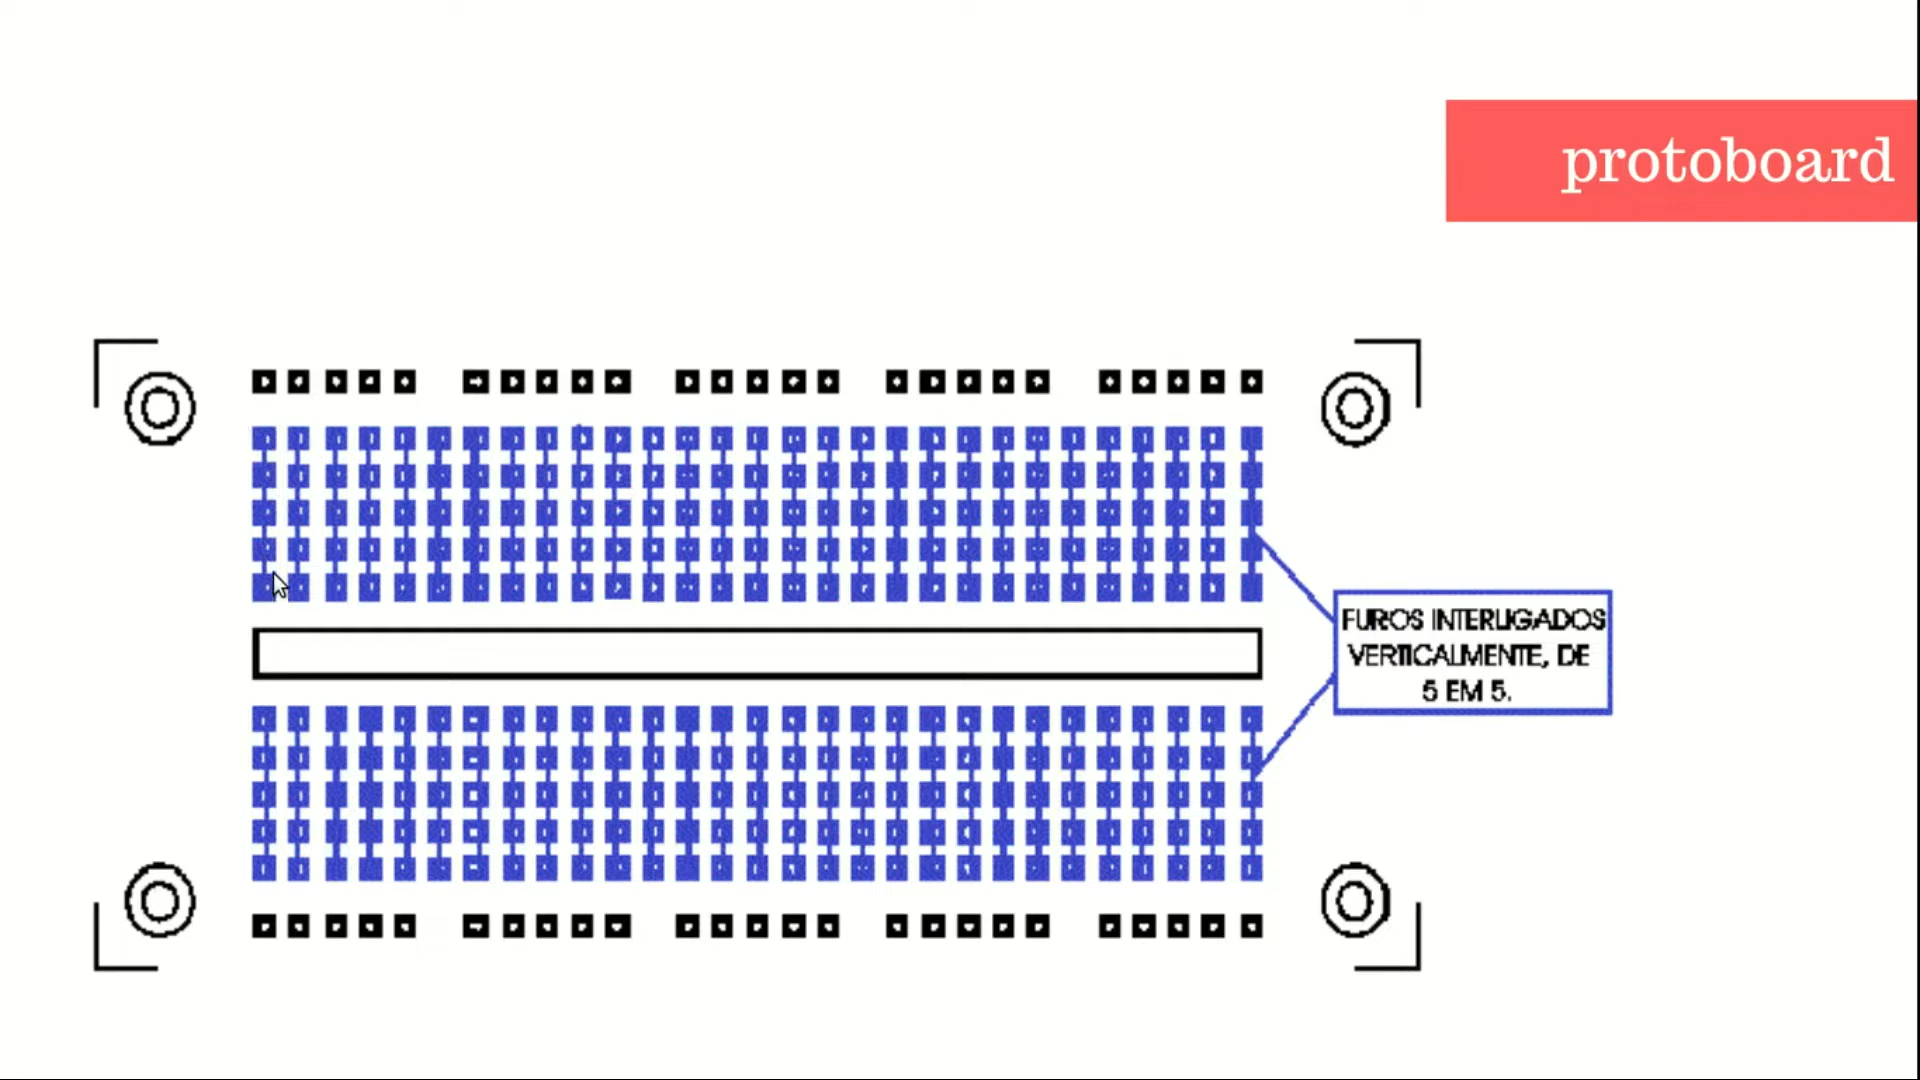 protoboard
FUROS INTERLIGADOS
VERTICALMENTE, DE
5 EM 5.